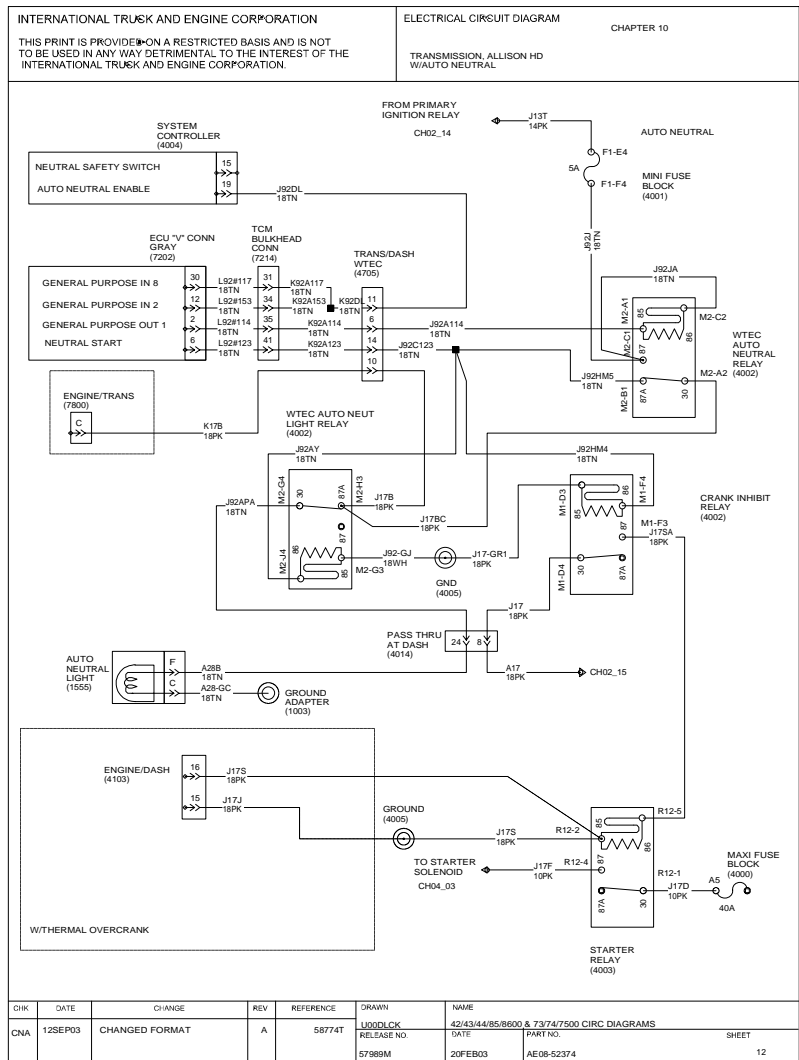 INTERNATIONAL TRUCK AND ENGINE CORPORATION
THIS PRINT IS PROVIDED ON A RESTRICTED BASIS AND IS NOT
TO BE USED IN ANY WAY DETRIMENTAL TO THE INTEREST OF THE
INTERNATIONAL TRUCK AND ENGINE CORPORATION.
ELECTRICAL CIRCUIT DIAGRAM
CHAPTER 10
TRANSMISSION, ALLISON HD
W/AUTO NEUTRAL
FROM PRIMARY
IGNITION RELAY
CH02_14
J13T
14PK
AUTO NEUTRAL
F1-E4
5A
F1-F4
MINI FUSE
BLOCK
(4001)
J92J
18TN
SYSTEM
CONTROLLER
(4004)
NEUTRAL SAFETY SWITCH
15
AUTO NEUTRAL ENABLE
19
J92DL
18TN
ECU "V" CONN
GRAY
(7202)
TCM
BULKHEAD
CONN
(7214)
TRANS/DASH
WTEC
(4705)
GENERAL PURPOSE IN 8
30
L92#117
18TN
31
K92A117
18TN
GENERAL PURPOSE IN 2
12
L92#153
18TN
34
K92A153
18TN
K92DL
18TN
11
GENERAL PURPOSE OUT 1
2
L92#114
18TN
35
K92A114
18TN
6
J92A114
18TN
NEUTRAL START
6
L92#123
18TN
41
K92A123
18TN
14
J92C123
18TN
10
J92JA
18TN
M2-A1
85
M2-C2
M2-C1
86
87
M2-A2
M2-B1
87A
30
J92HM5
18TN
WTEC
AUTO
NEUTRAL
RELAY
(4002)
ENGINE/TRANS
(7800)
C
K17B
18PK
WTEC AUTO NEUT
LIGHT RELAY
(4002)
J92AY
18TN
J92HM4
18TN
M2-G4
30
87A
M2-H3
J17B
18PK
J92APA
18TN
J17BC
18PK
87
86
M2-J4
85
M2-G3
J92-GJ
18WH
J17-GR1
18PK
GND
(4005)
M1-D3
85
86
M1-F4
87
M1-F3
J17SA
18PK
M1-D4
30
87A
CRANK INHIBIT
RELAY
(4002)
J17
18PK
PASS THRU
AT DASH
(4014)
24
8
AUTO
NEUTRAL
LIGHT
(1555)
F
C
A28B
18TN
A28-GC
18TN
GROUND
ADAPTER
(1003)
A17
18PK
CH02_15
ENGINE/DASH
(4103)
16
J17S
18PK
15
J17J
18PK
GROUND
(4005)
J17S
18PK
R12-2
85
R12-5
86
TO STARTER
SOLENOID
CH04_03
J17F
10PK
R12-4
87
87A
30
R12-1
J17D
10PK
A5
40A
MAXI FUSE
BLOCK
(4000)
STARTER
RELAY
(4003)
W/THERMAL OVERCRANK
CHK DATE CHANGE REV REFERENCE
CNA 12SEP03 CHANGED FORMAT A 58774T
DRAWN
U00DLCK
NAME
42/43/44/85/8600 & 73/74/7500 CIRC DIAGRAMS
RELEASE NO.
57989M
DATE
20FEB03
PART NO.
AE08-52374
SHEET
12